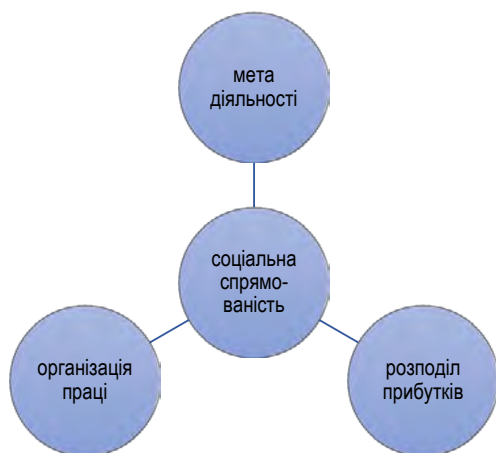 мета
діяльності
соціальна
спрямо-
ваність
організація
праці
розподіл
прибутків